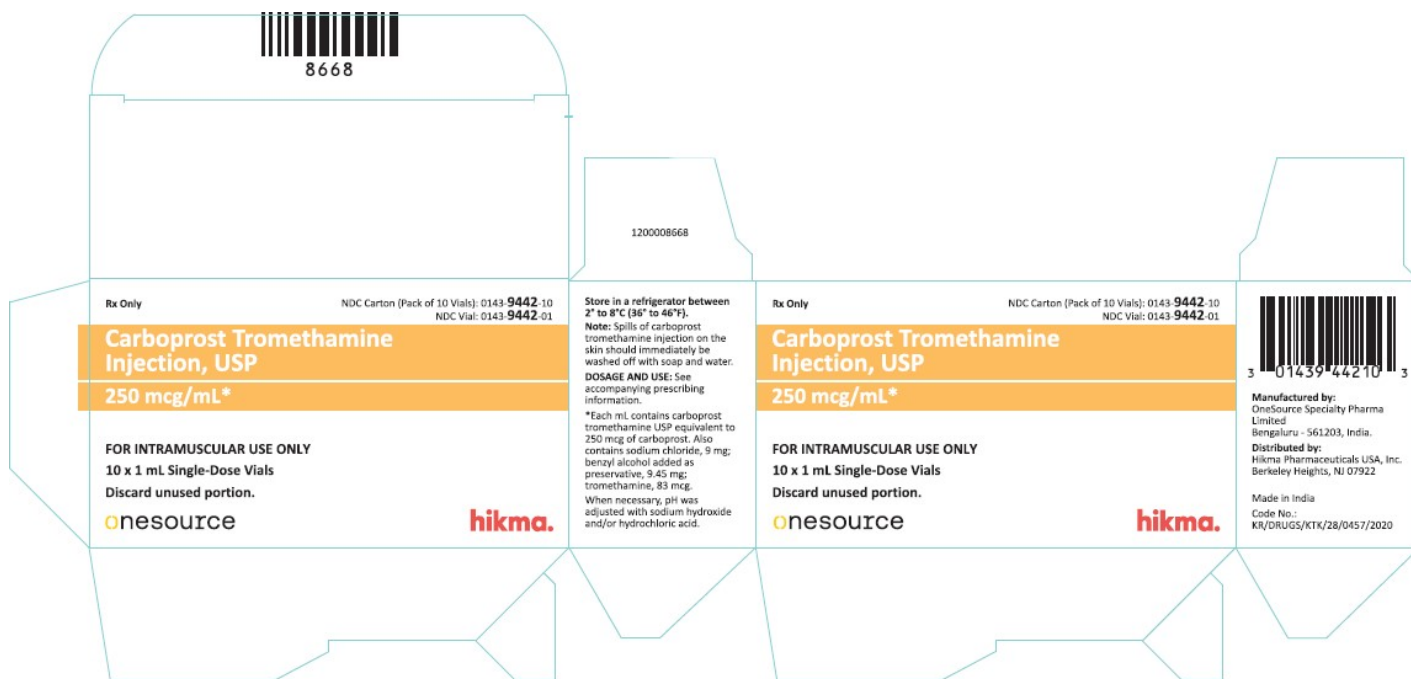 8668
1200008668
Rx Only
NDC Carton (Pack of 10 Vials): 0143-9442-10
NDC Vial: 0143-9442-01
Carboprost Tromethamine
Injection, USP
250 mcg/mL*
FOR INTRAMUSCULAR USE ONLY
10 x 1 mL Single-Dose Vials
Discard unused portion.
onesource
hikma.
Store in a refrigerator between
2° to 8°C (36° to 46°F).
Note: Spills of carboprost
tromethamine injection on the
skin should immediately be
washed off with soap and water.
DOSAGE AND USE: See
accompanying prescribing
information.
*Each mL contains carboprost
tromethamine USP equivalent to
250 mcg of carboprost. Also
contains sodium chloride, 9 mg;
benzyl alcohol added as
preservative, 9.45 mg;
tromethamine, 83 mcg.
When necessary, pH was
adjusted with sodium hydroxide
and/or hydrochloric acid.
Rx Only
NDC Carton (Pack of 10 Vials): 0143-9442-10
NDC Vial: 0143-9442-01
Carboprost Tromethamine
Injection, USP
250 mcg/mL*
FOR INTRAMUSCULAR USE ONLY
10 x 1 mL Single-Dose Vials
Discard unused portion.
onesource
hikma.
3 01439 44210 3
Manufactured by:
OneSource Specialty Pharma
Limited
Bengaluru - 561203, India.
Distributed by:
Hikma Pharmaceuticals USA, Inc.
Berkeley Heights, NJ 07922
Made in India
Code No.:
KR/DRUGS/KTK/28/0457/2020